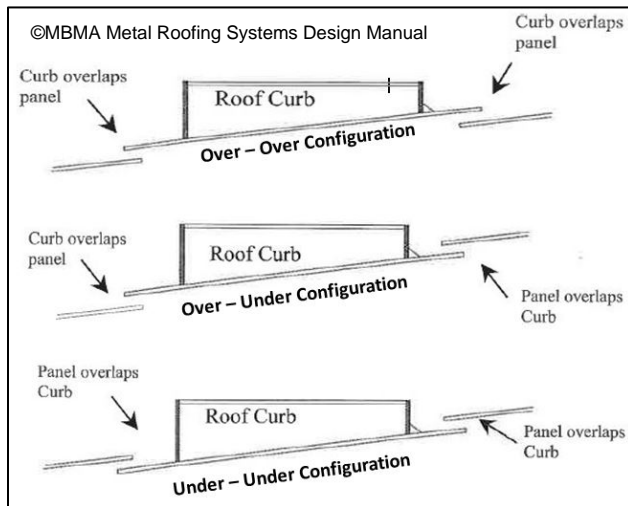 ©MBMA Metal Roofing Systems Design Manual
Curb overlaps
panel
Curb overlaps
panel
Roof Curb
Over – Over Configuration
Curb overlaps
panel
Roof Curb
Over – Under Configuration
Panel overlaps
Curb
Panel overlaps
Curb
Roof Curb
Under – Under Configuration
Panel overlaps
Curb